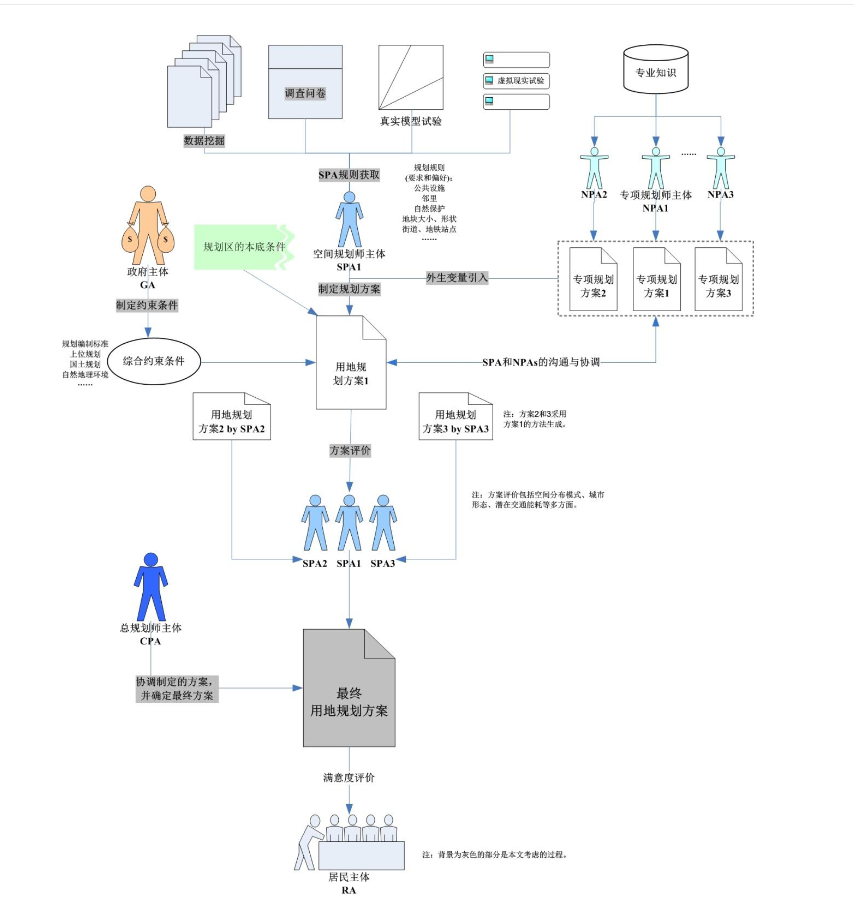 数据挖掘
调查问卷
真实模型试验
虚拟现实试验
专业知识
SPA规则获取
规划规则
(要求和偏好)：
公共设施
邻里
自然保护
地块大小、形状
街道、地铁站点
……
空间规划师主体
SPA1
NPA2
专项规划师主体
NPA1
……
NPA3
政府主体
GA
规划区的本底条件
制定规划方案
外生变量引入
专项规划
方案2
专项规划
方案1
专项规划
方案3
制定约束条件
规划编制标准
上位规划
国土规划
自然地理环境
……
综合约束条件
用地规
划方案1
SPA和NPAs的沟通与协调
用地规划
方案2 by SPA2
用地规划
方案3 by SPA3
注：方案2和3采用
方案1的方法生成。
方案评价
注：方案评价包括空间分布模式、城市
形态、潜在交通能耗等多方面。
SPA2
SPA1
SPA3
总规划师主体
CPA
协调制定的方案，
并确定最终方案
最终
用地规划方案
满意度评价
注：背景为灰色的部分是本文考虑的过程。
居民主体
RA
$
$